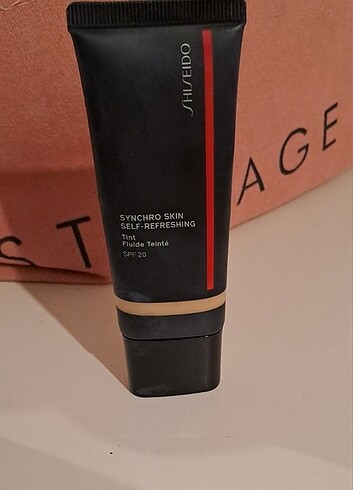 SHISEIDO
SYNCHRO SKIN
SELF-REFRESHING
Tint
Fluide Teinté
SPF 20
ST
AGE